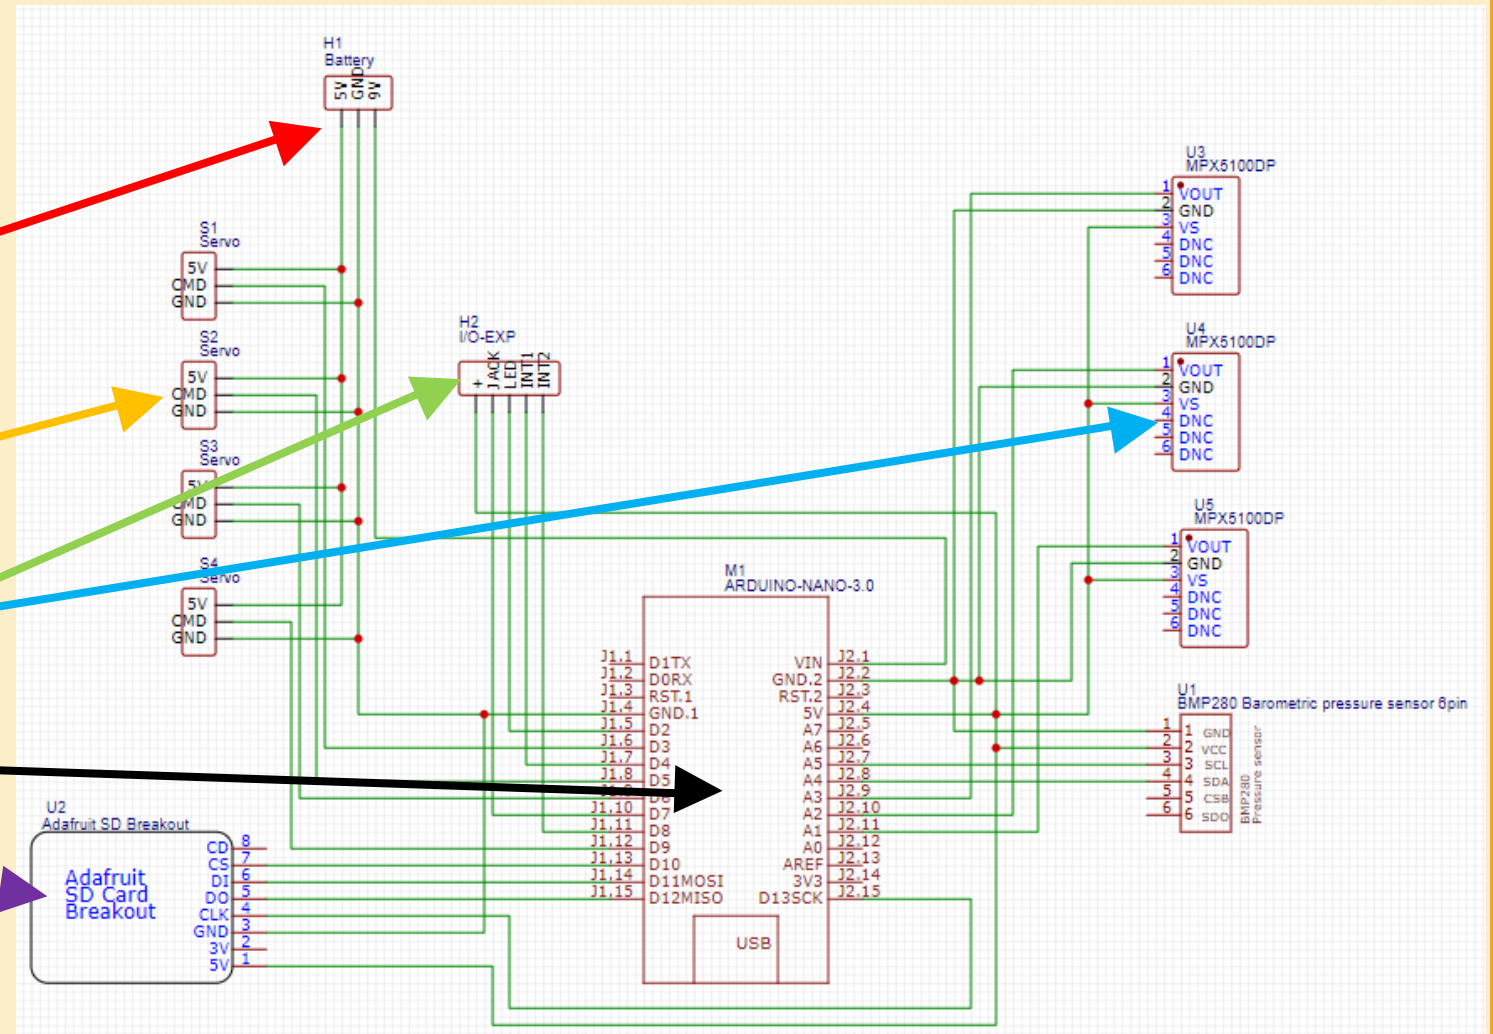 H1
Battery
5V
GND
9V
S1
Servo
5V
CMD
GND
S2
Servo
5V
CMD
GND
S3
Servo
5V
CMD
GND
S4
Servo
5V
CMD
GND
H2
I/O-EXP
+
JACK
LED
INT1
INT2
U3
MPX5100DP
1 VOUT
2 GND
3 VS
4 DNC
5 DNC
6 DNC
U4
MPX5100DP
1 VOUT
2 GND
3 VS
4 DNC
5 DNC
6 DNC
U5
MPX5100DP
1 VOUT
2 GND
3 VS
4 DNC
5 DNC
6 DNC
M1
ARDUINO-NANO-3.0
J1.1 D1TX VIN J2.1
J1.2 D0RX GND.2 J2.2
J1.3 RST.1 RST.2 J2.3
J1.4 GND.1 5V J2.4
J1.5 D2 A7 J2.5
J1.6 D3 A6 J2.6
J1.7 D4 A5 J2.7
J1.8 D5 A4 J2.8
D6 A3 J2.9
J1.10 D7 A2 J2.10
J1.11 D8 A1 J2.11
J1.12 D9 A0 J2.12
J1.13 D10 AREF J2.13
J1.14 D11MOSI 3V3 J2.14
J1.15 D12MISO D13SCK J2.15
USB
U1
BMP280 Barometric pressure sensor 6pin
1 1 GND
2 2 VCC
3 3 SCL
4 4 SDA
5 5 CSB
6 6 SDO
BMP280
Pressure sensor
U2
Adafruit SD Breakout
Adafruit
SD Card
Breakout
CD 8
CS 7
DI 6
DO 5
CLK 4
GND 3
3V 2
5V 1